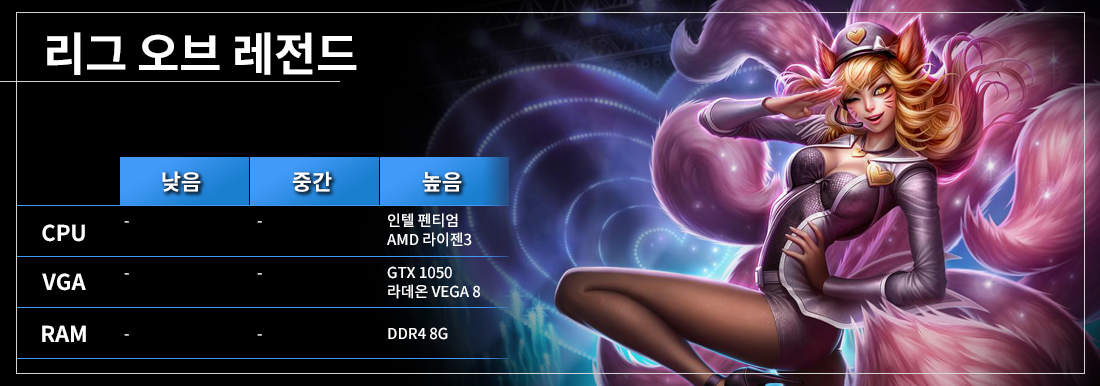 리그 오브 레전드
낮음 중간 높음
CPU - - 인텔 펜티엄
AMD 라이젠3
VGA - - GTX 1050
라데온 VEGA 8
RAM - - DDR4 8G